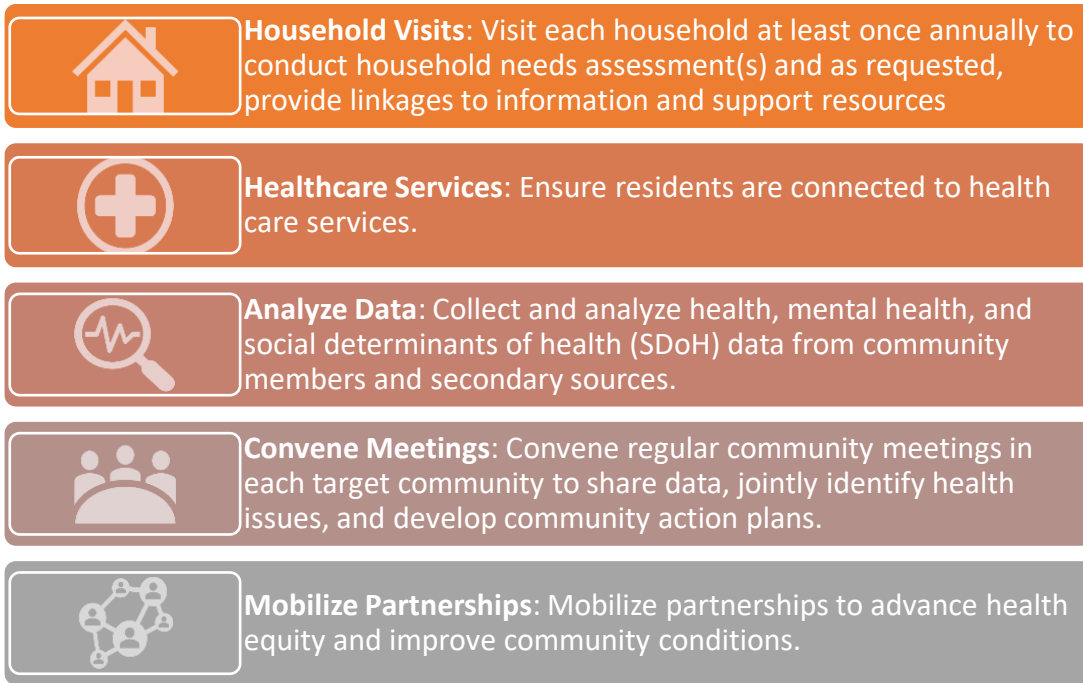 Household Visits: Visit each household at least once annually to
conduct household needs assessment(s) and as requested,
provide linkages to information and support resources
Healthcare Services: Ensure residents are connected to health
care services.
Analyze Data: Collect and analyze health, mental health, and
social determinants of health (SDoH) data from community
members and secondary sources.
Convene Meetings: Convene regular community meetings in
each target community to share data, jointly identify health
issues, and develop community action plans.
Mobilize Partnerships: Mobilize partnerships to advance health
equity and improve community conditions.